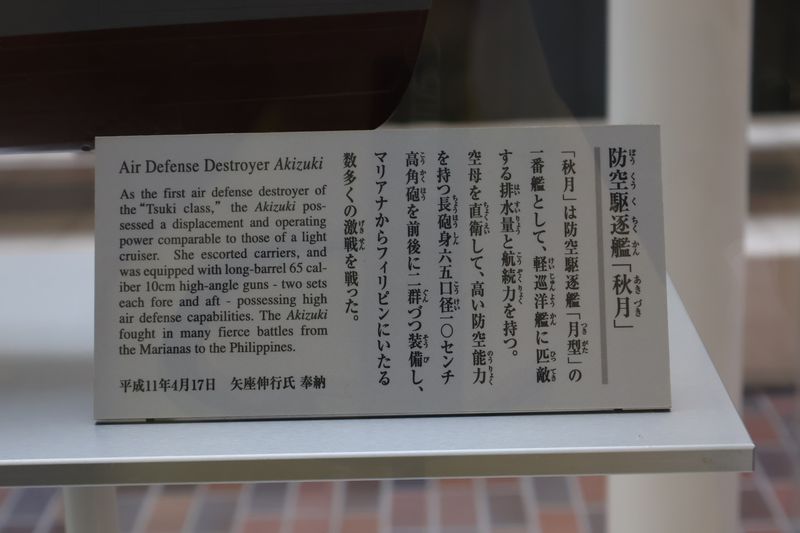 Air Defense Destroyer Akizuki
As the first air defense destroyer of
the "Tsuki class," the Akizuki pos-
sessed a displacement and operating
power comparable to those of a light
cruiser. She escorted carriers, and
was equipped with long-barrel 65 cal-
iber 10cm high-angle guns - two sets
each fore and aft - possessing high
air defense capabilities. The Akizuki
fought in many fierce battles from
the Marianas to the Philippines.
平成11年4月17日 矢座伸行氏 奉納
防空駆逐艦「秋月」
「秋月」は防空駆逐艦「月型」の
一番艦として、軽巡洋艦に匹敵
する排水量と航続力を持つ。
空母を直衛して、高い防空能力
を持つ長砲身六五口径一〇センチ
高角砲を前後に二群づつ装備し、
マリアナからフィリピンにいたる
数多くの激戦を戦った。